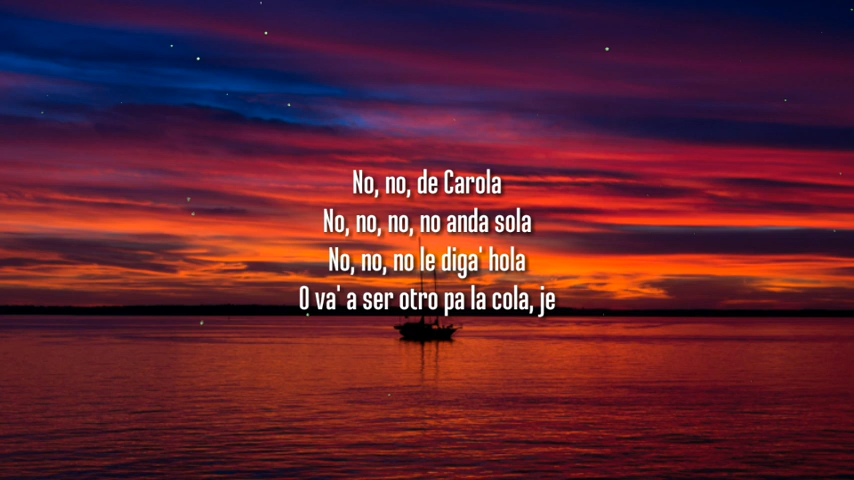 No, no, de Carola
No, no, no, no anda sola
No, no, no le diga' hola
O va' a ser otro pa la cola, je